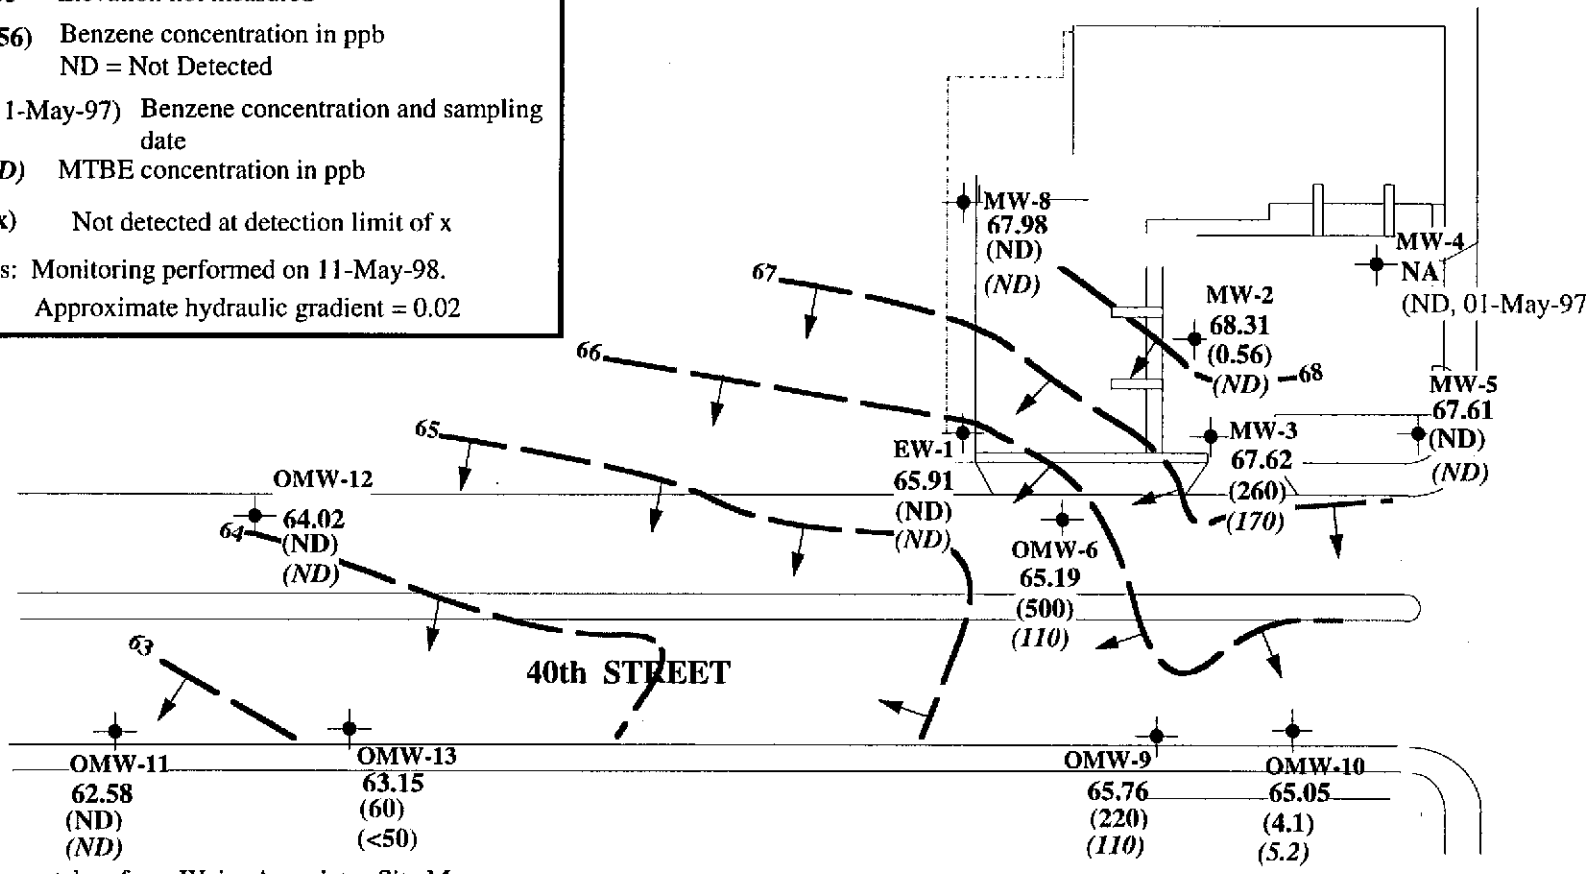 56) Benzene concentration in ppb
ND = Not Detected
1-May-97) Benzene concentration and sampling
date
D) MTBE concentration in ppb
x) Not detected at detection limit of x
s: Monitoring performed on 11-May-98.
Approximate hydraulic gradient = 0.02
MW-8
67.98
(ND)
(ND)
MW-4
NA
(ND, 01-May-97
67
MW-2
68.31
(0.56)
(ND)
68
66
MW-5
67.61
(ND)
(ND)
65
EW-1
65.91
(ND)
(ND)
MW-3
67.62
(260)
(170)
OMW-12
64.02
(ND)
(ND)
64
OMW-6
65.19
(500)
(110)
63
40th STREET
OMW-11
62.58
(ND)
(ND)
OMW-13
63.15
(60)
(<50)
OMW-9
65.76
(220)
(110)
OMW-10
65.05
(4.1)
(5.2)